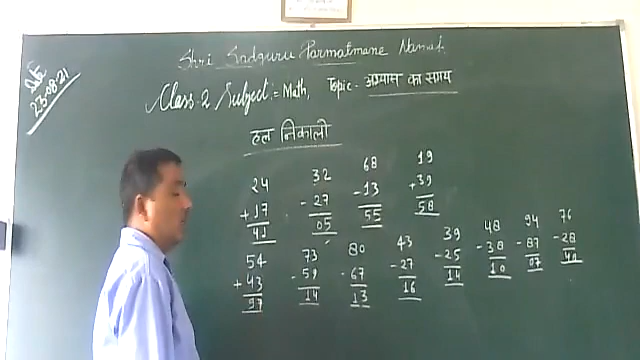 Shri Sadguru Parmatmane Namah
Date
23-08-21
Class-2 Subject:- Math, Topic- अभ्यास का समय
हल निकालो
24 32 68 19
+17 -27 -13 +39
41 05 55 58
54 73 80 43 39 48 94 76
+43 -59 -67 -27 -25 -38 -87 -28
97 14 13 16 14 10 07